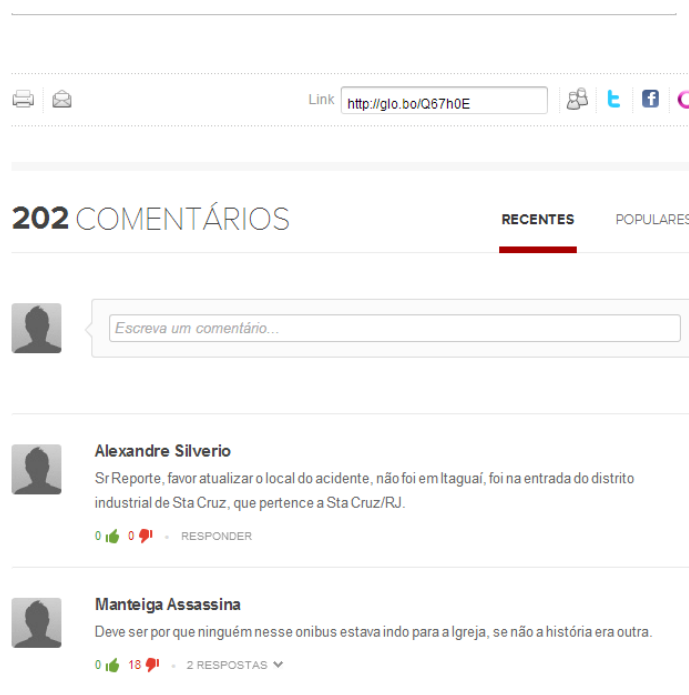 Link http://glo.bo/Q67h0E
202 COMENTÁRIOS RECENTES POPULARES
Escreva um comentário...
Alexandre Silverio
Sr Reporte, favor atualizar o local do acidente, não foi em Itaguaí, foi na entrada do distrito
industrial de Sta Cruz, que pertence a Sta Cruz/RJ.
0 0 RESPONDER
Manteiga Assassina
Deve ser por que ninguém nesse onibus estava indo para a Igreja, se não a história era outra.
0 18 2 RESPOSTAS